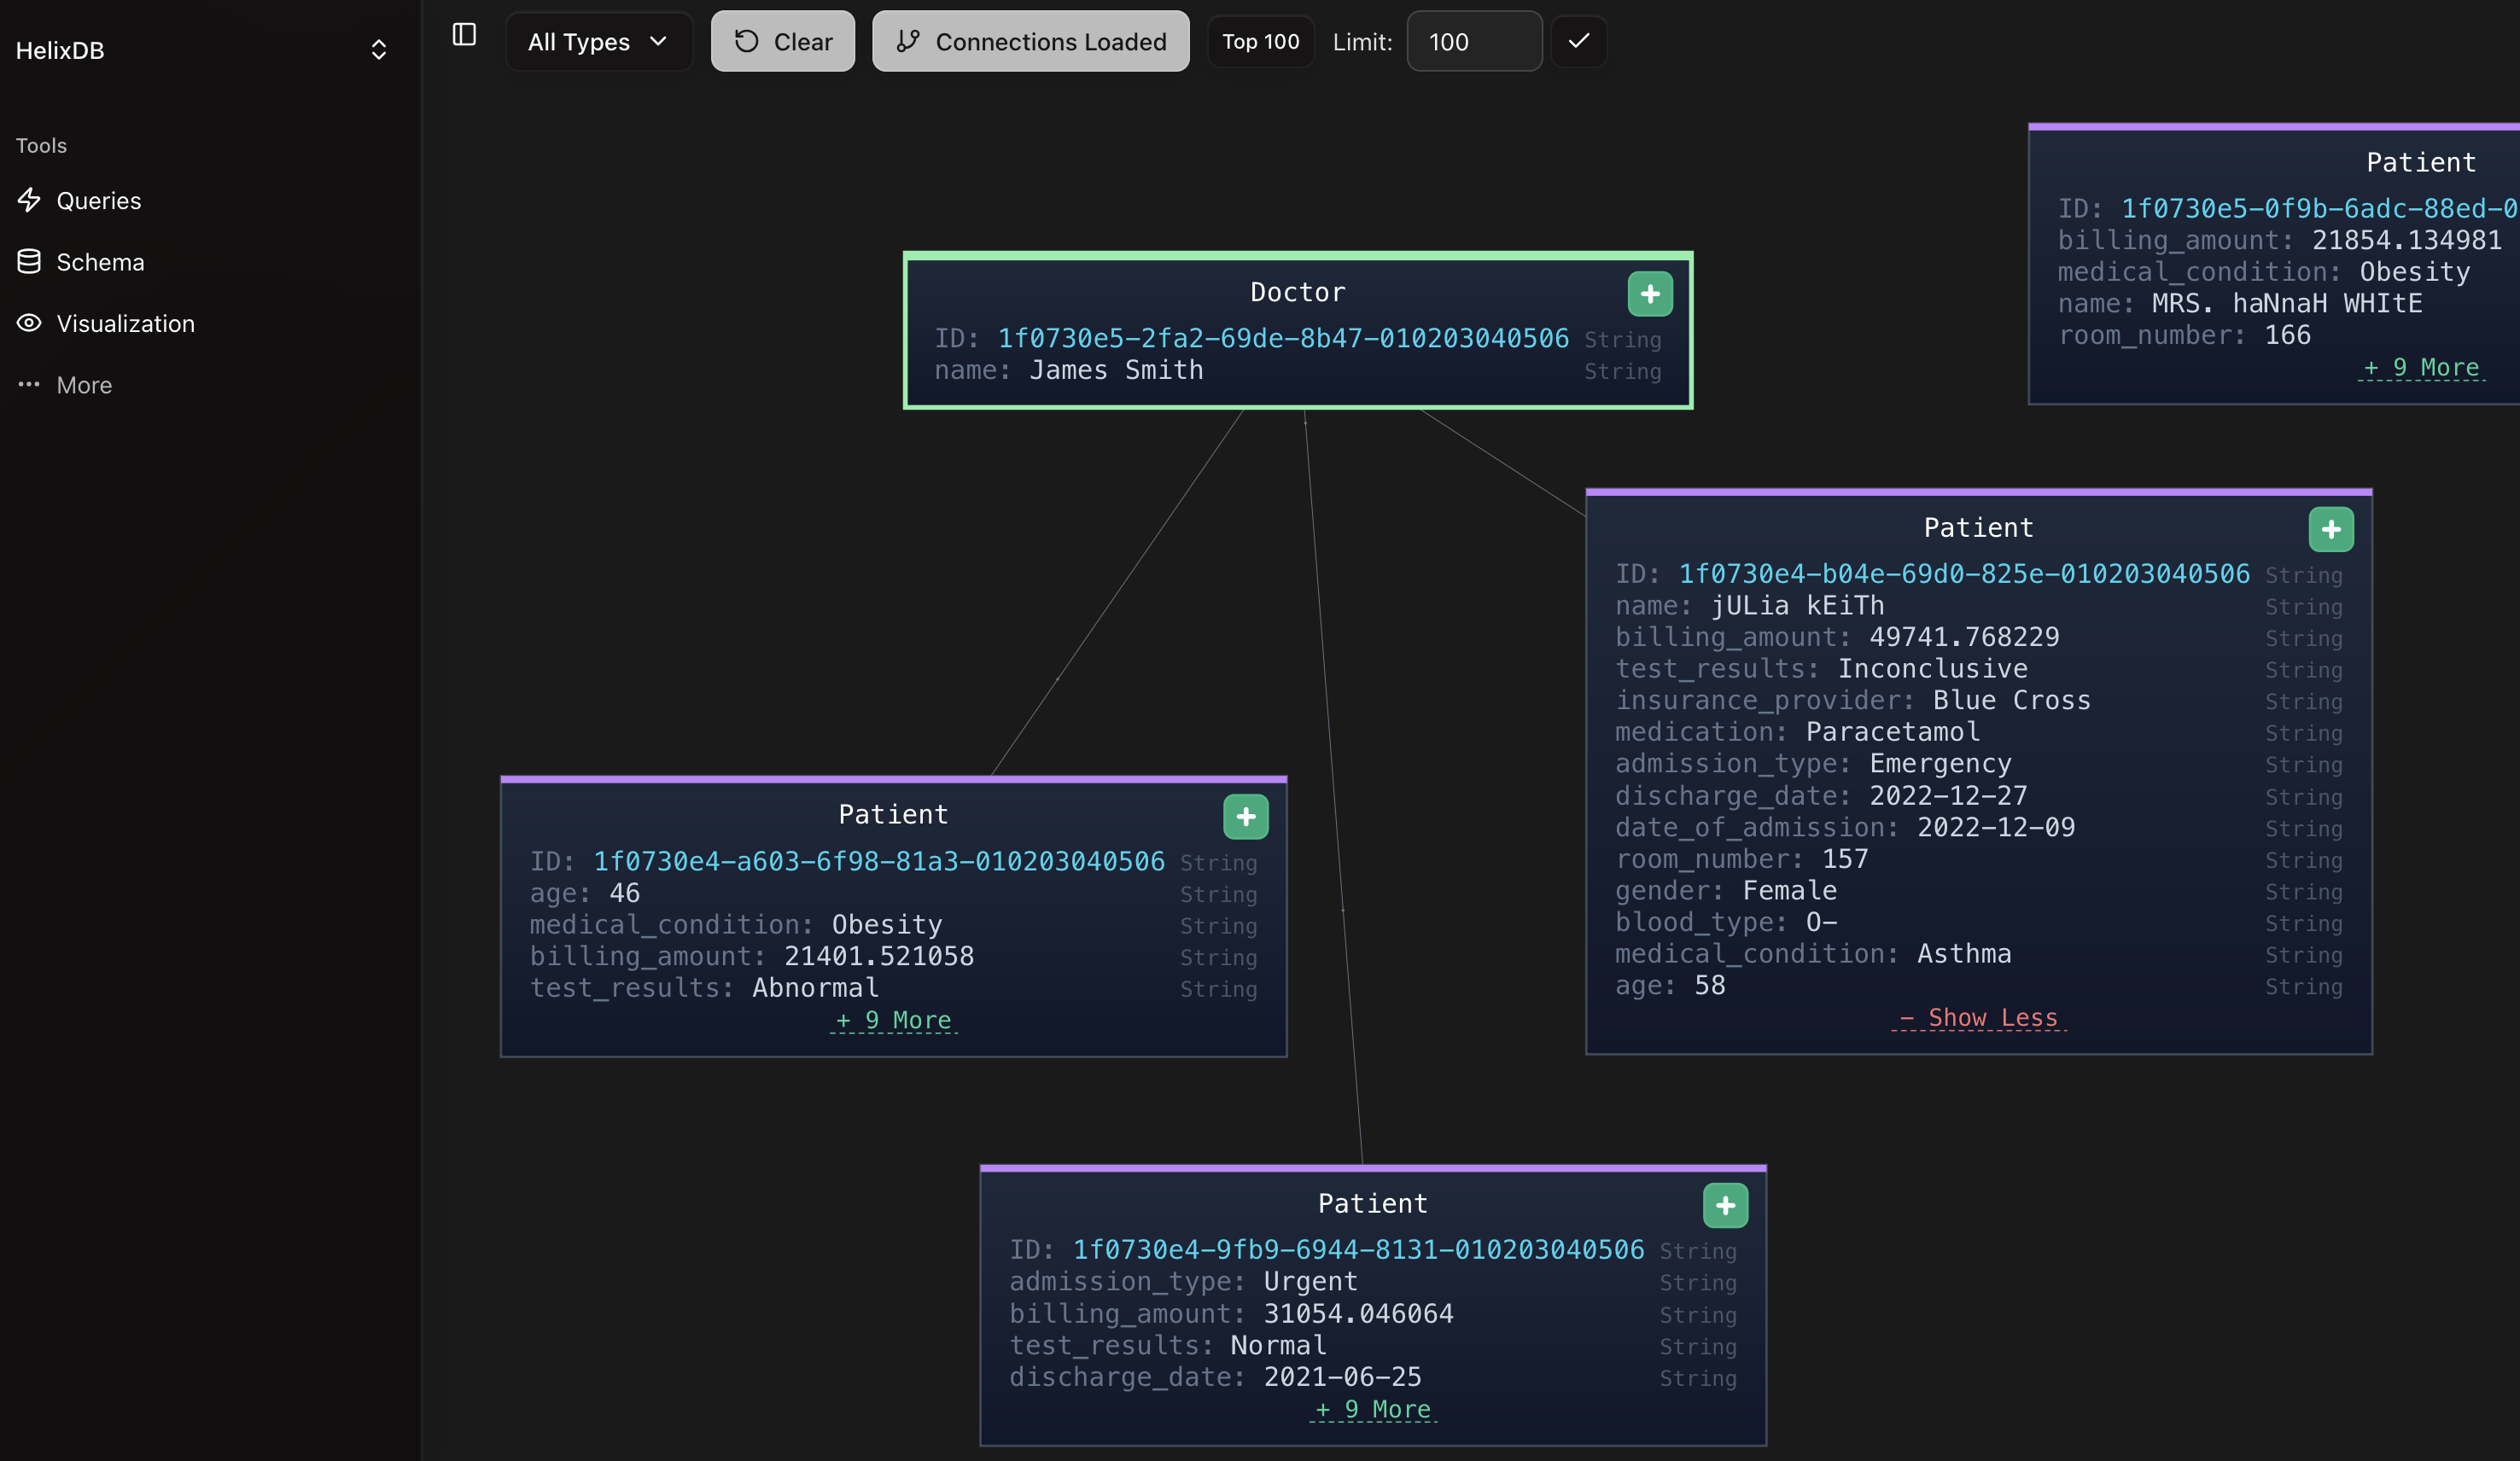 HelixDB
Tools
Queries
Schema
Visualization
More
All Types
Clear
Connections Loaded
Top 100
Limit:
100
Patient
ID: 1f0730e5-0f9b-6adc-88ed-0
billing_amount: 21854.134981
medical_condition: Obesity
name: MRS. haNnaH WHItE
room_number: 166
+ 9 More
Doctor
ID: 1f0730e5-2fa2-69de-8b47-010203040506 String
name: James Smith String
Patient
ID: 1f0730e4-b04e-69d0-825e-010203040506 String
name: jULia kEiTh String
billing_amount: 49741.768229 String
test_results: Inconclusive String
insurance_provider: Blue Cross String
medication: Paracetamol String
admission_type: Emergency String
discharge_date: 2022-12-27 String
date_of_admission: 2022-12-09 String
room_number: 157 String
gender: Female String
blood_type: O- String
medical_condition: Asthma String
age: 58 String
- Show Less
Patient
ID: 1f0730e4-a603-6f98-81a3-010203040506 String
age: 46 String
medical_condition: Obesity String
billing_amount: 21401.521058 String
test_results: Abnormal String
+ 9 More
Patient
ID: 1f0730e4-9fb9-6944-8131-010203040506 String
admission_type: Urgent String
billing_amount: 31054.046064 String
test_results: Normal String
discharge_date: 2021-06-25 String
+ 9 More